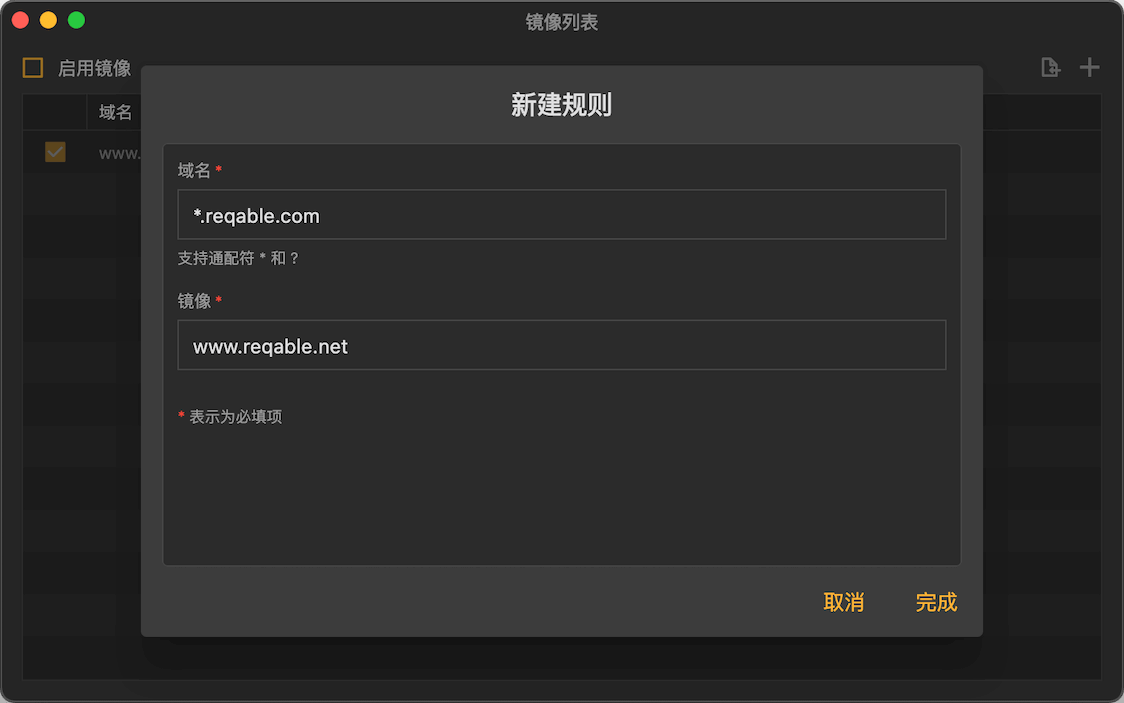 镜像列表
启用镜像
域名
www.
新建规则
域名 *
*.reqable.com
支持通配符 * 和 ?
镜像 *
www.reqable.net
* 表示为必填项
取消
完成